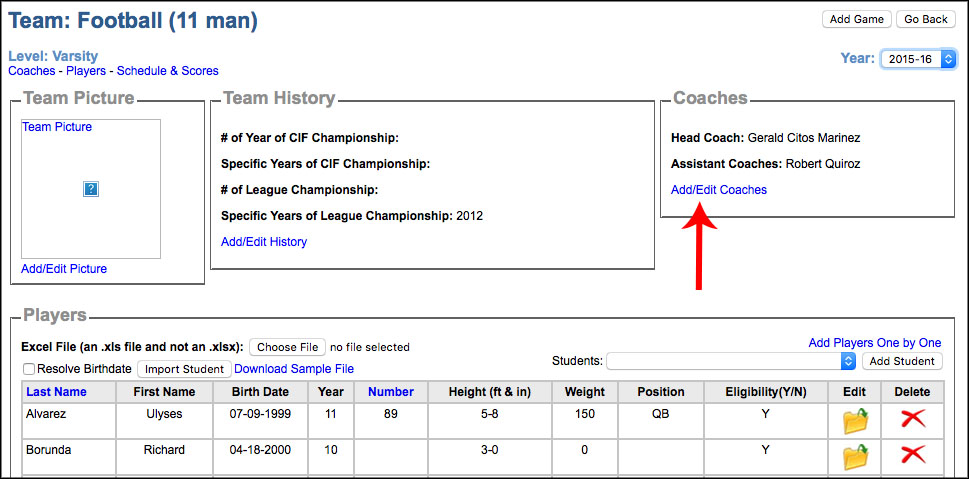 Team: Football (11 man)
Add Game
Go Back
Level: Varsity
Coaches - Players - Schedule & Scores
Year: 2015-16
Team Picture
Team Picture
?
Add/Edit Picture
Team History
# of Year of CIF Championship:
Specific Years of CIF Championship:
# of League Championship:
Specific Years of League Championship: 2012
Add/Edit History
Coaches
Head Coach: Gerald Citos Marinez
Assistant Coaches: Robert Quiroz
Add/Edit Coaches
Players
Excel File (an .xls file and not an .xlsx): Choose File no file selected
Add Players One by One
Resolve Birthdate Import Student Download Sample File
Students: Add Student
Last Name First Name Birth Date Year Number Height (ft & in) Weight Position Eligibility(Y/N) Edit Delete
Alvarez Ulyses 07-09-1999 11 89 5-8 150 QB Y
Borunda Richard 04-18-2000 10 3-0 0 Y